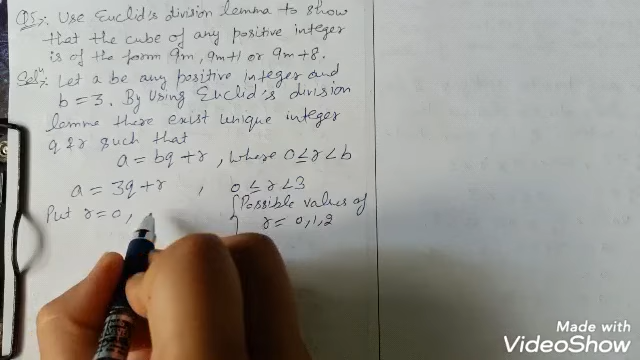 Q5:- Use Euclid's division lemma to show
that the cube of any positive integer
is of the form 9m, 9m+1 or 9m+8.
Solⁿ:- Let a be any positive Integer and
b = 3. By Using Euclid's division
lemma there exist unique integer
q & r such that
a = bq + r , where 0 ≤ r < b
a = 3q + r , 0 ≤ r < 3
Put r = 0, { Possible values of
r = 0,1,2
Made with
VideoShow